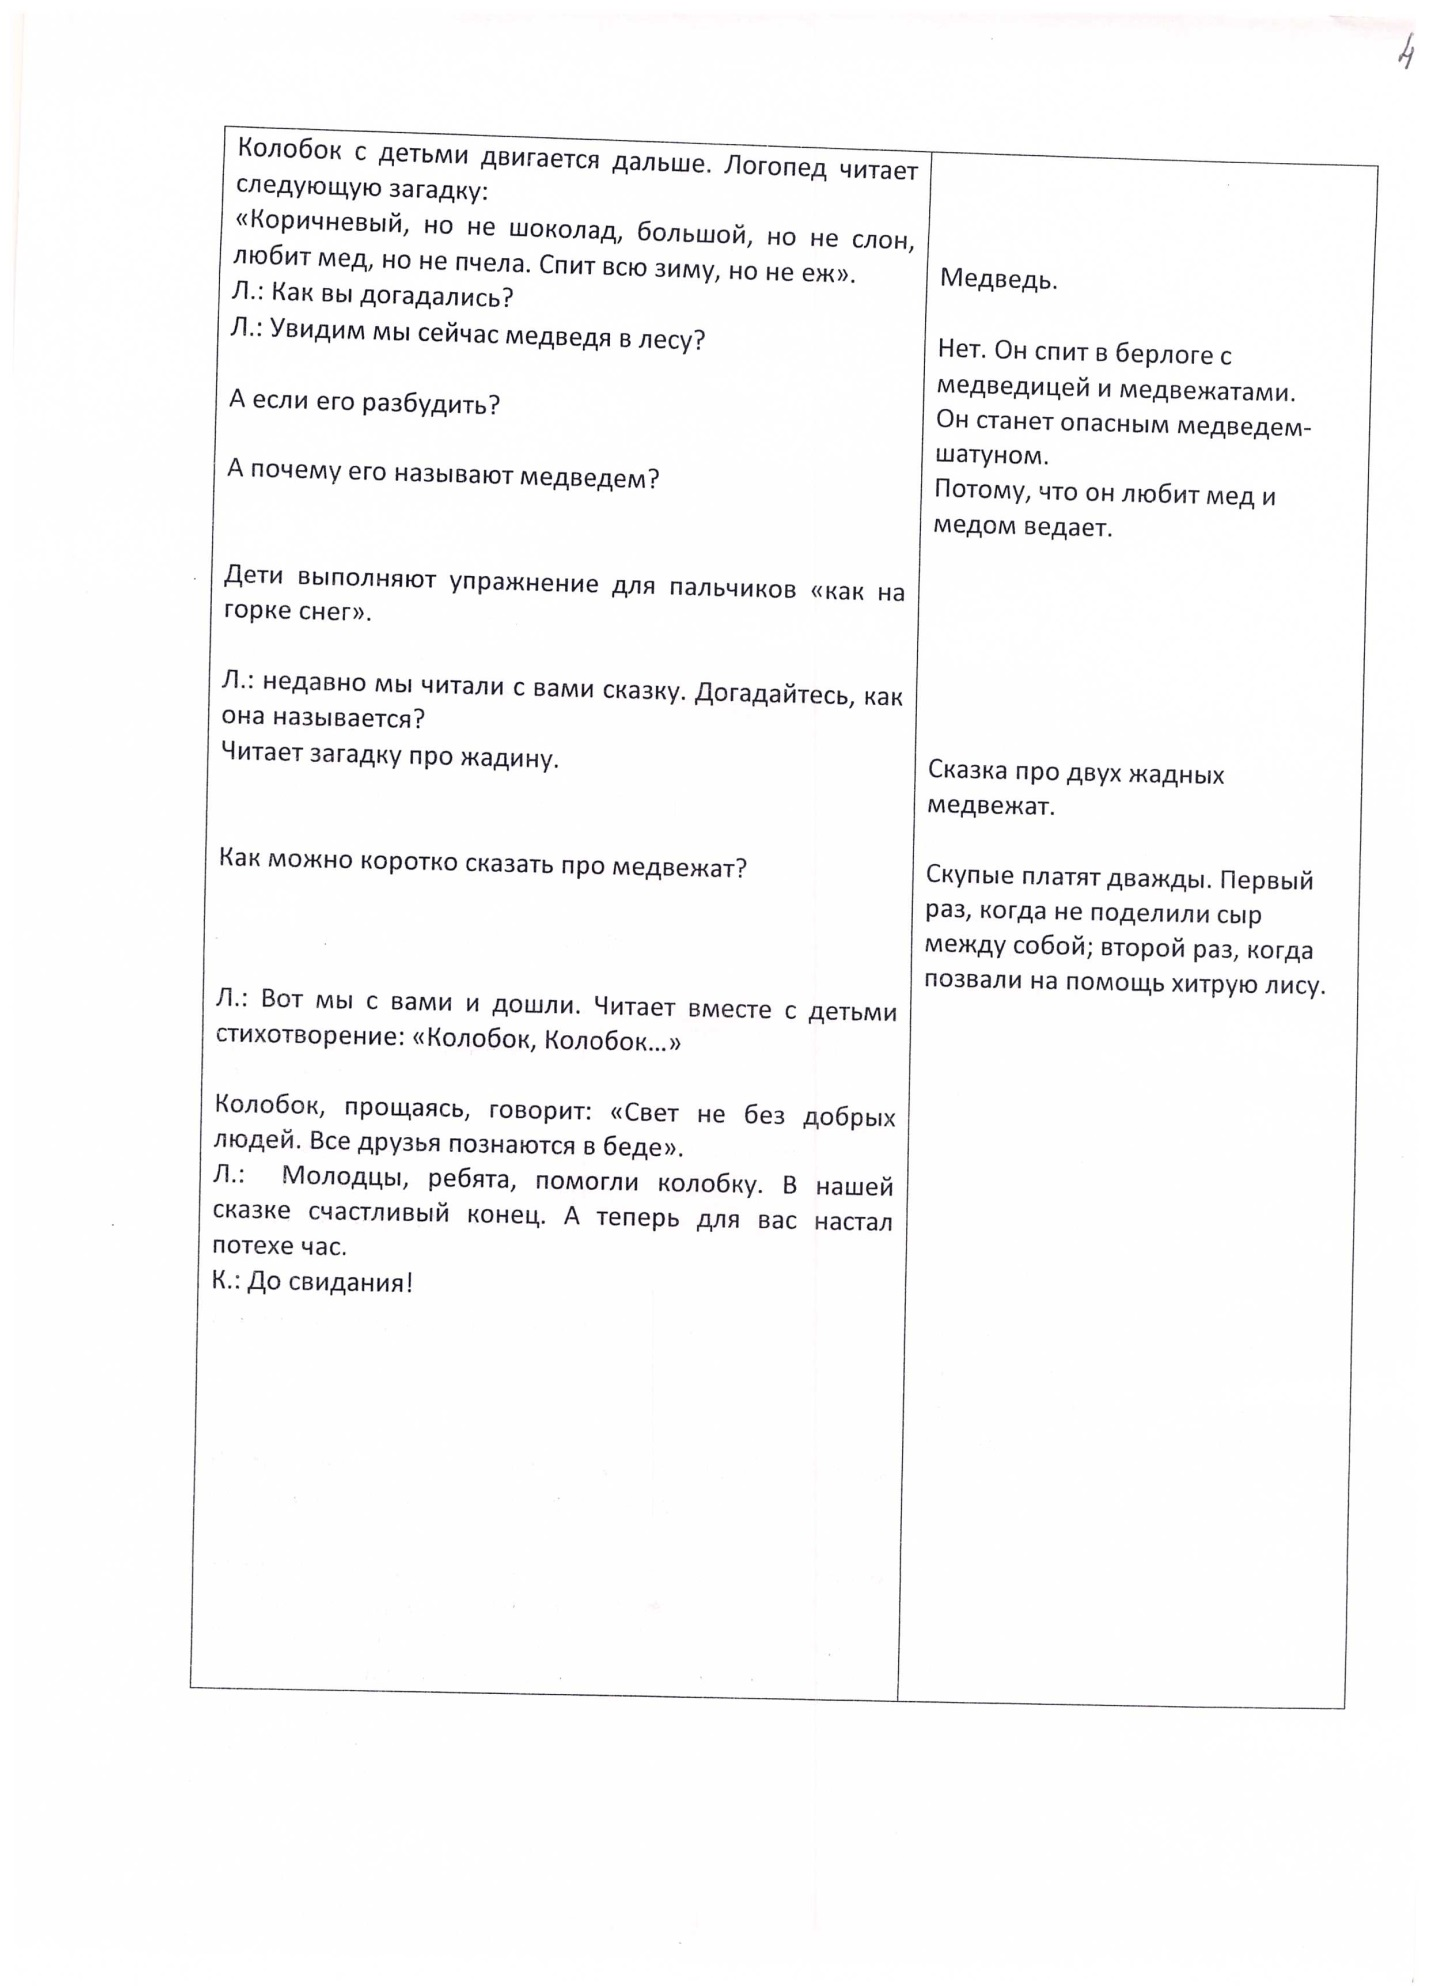 4
Колобок с детьми двигается дальше. Логопед читает
следующую загадку:
«Коричневый, но не шоколад, большой, но не слон,
любит мед, но не пчела. Спит всю зиму, но не еж».
Л.: Как вы догадались?
Л.: Увидим мы сейчас медведя в лесу?
А если его разбудить?
А почему его называют медведем?
Дети выполняют упражнение для пальчиков «как на
горке снег».
Л.: недавно мы читали с вами сказку. Догадайтесь, как
она называется?
Читает загадку про жадину.
Как можно коротко сказать про медвежат?
Л.: Вот мы с вами и дошли. Читает вместе с детьми
стихотворение: «Колобок, Колобок…»
Колобок, прощаясь, говорит: «Свет не без добрых
людей. Все друзья познаются в беде».
Л.: Молодцы, ребята, помогли колобку. В нашей
сказке счастливый конец. А теперь для вас настал
потехе час.
К.: До свидания!
Медведь.
Нет. Он спит в берлоге с
медведицей и медвежатами.
Он станет опасным медведем-
шатуном.
Потому, что он любит мед и
медом ведает.
Сказка про двух жадных
медвежат.
Скупые платят дважды. Первый
раз, когда не поделили сыр
между собой; второй раз, когда
позвали на помощь хитрую лису.